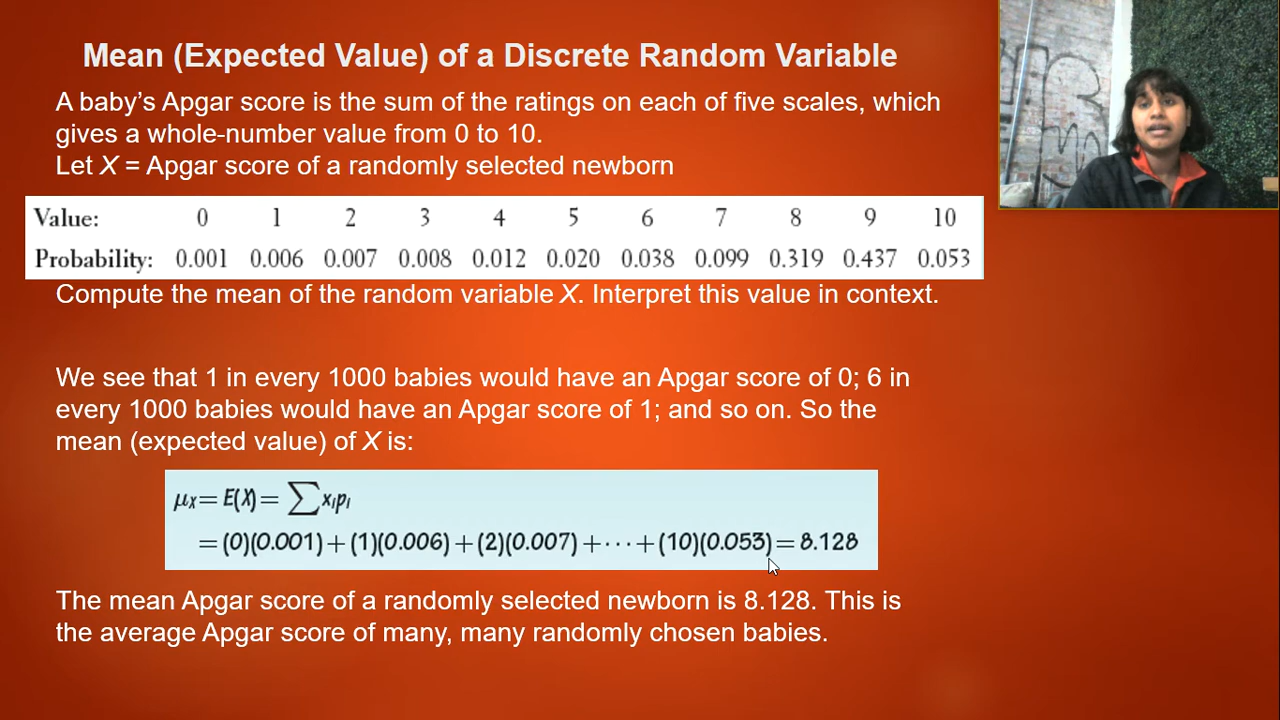 Mean (Expected Value) of a Discrete Random Variable
A baby’s Apgar score is the sum of the ratings on each of five scales, which
gives a whole-number value from 0 to 10.
Let X = Apgar score of a randomly selected newborn
Value: 0 1 2 3 4 5 6 7 8 9 10
Probability: 0.001 0.006 0.007 0.008 0.012 0.020 0.038 0.099 0.319 0.437 0.053
Compute the mean of the random variable X. Interpret this value in context.
We see that 1 in every 1000 babies would have an Apgar score of 0; 6 in
every 1000 babies would have an Apgar score of 1; and so on. So the
mean (expected value) of X is:
μₓ = E(X) = ∑xᵢpᵢ
= (0)(0.001) + (1)(0.006) + (2)(0.007) + ⋯ + (10)(0.053) = 8.128
The mean Apgar score of a randomly selected newborn is 8.128. This is
the average Apgar score of many, many randomly chosen babies.